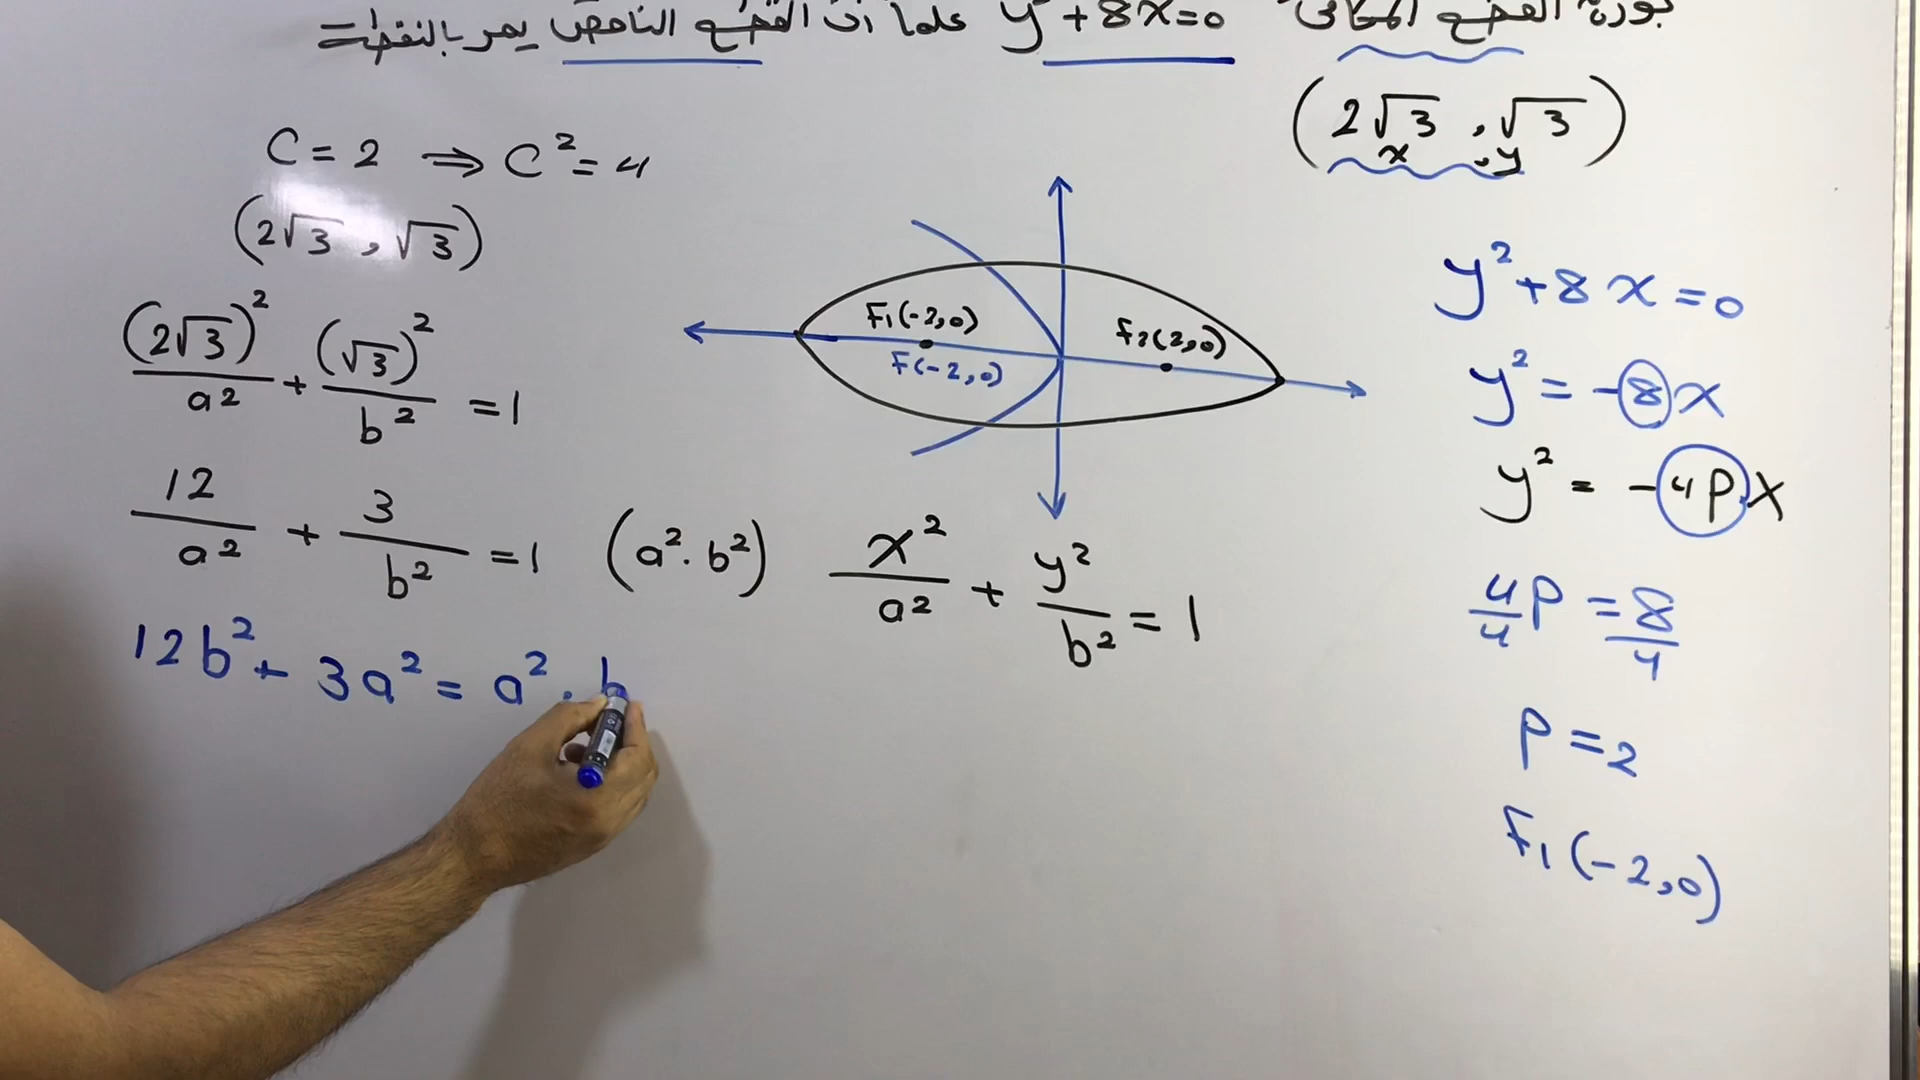 بؤرة القطع المكافئ y² + 8x = 0 علما أن القطع الناقص يمر بالنقطة
(2√3 , √3)
x . y
C = 2 ⇒ C² = 4
(2√3 , √3)
(2√3)²/a² + (√3)²/b² = 1
12/a² + 3/b² = 1 (a² . b²)
12b² + 3a² = a² . b
F₁(-2,0)
F(-2,0)
F₂(2,0)
x²/a² + y²/b² = 1
y² + 8x = 0
y² = -8x
y² = -4px
4/4 P = 8/4
P = 2
F₁(-2,0)